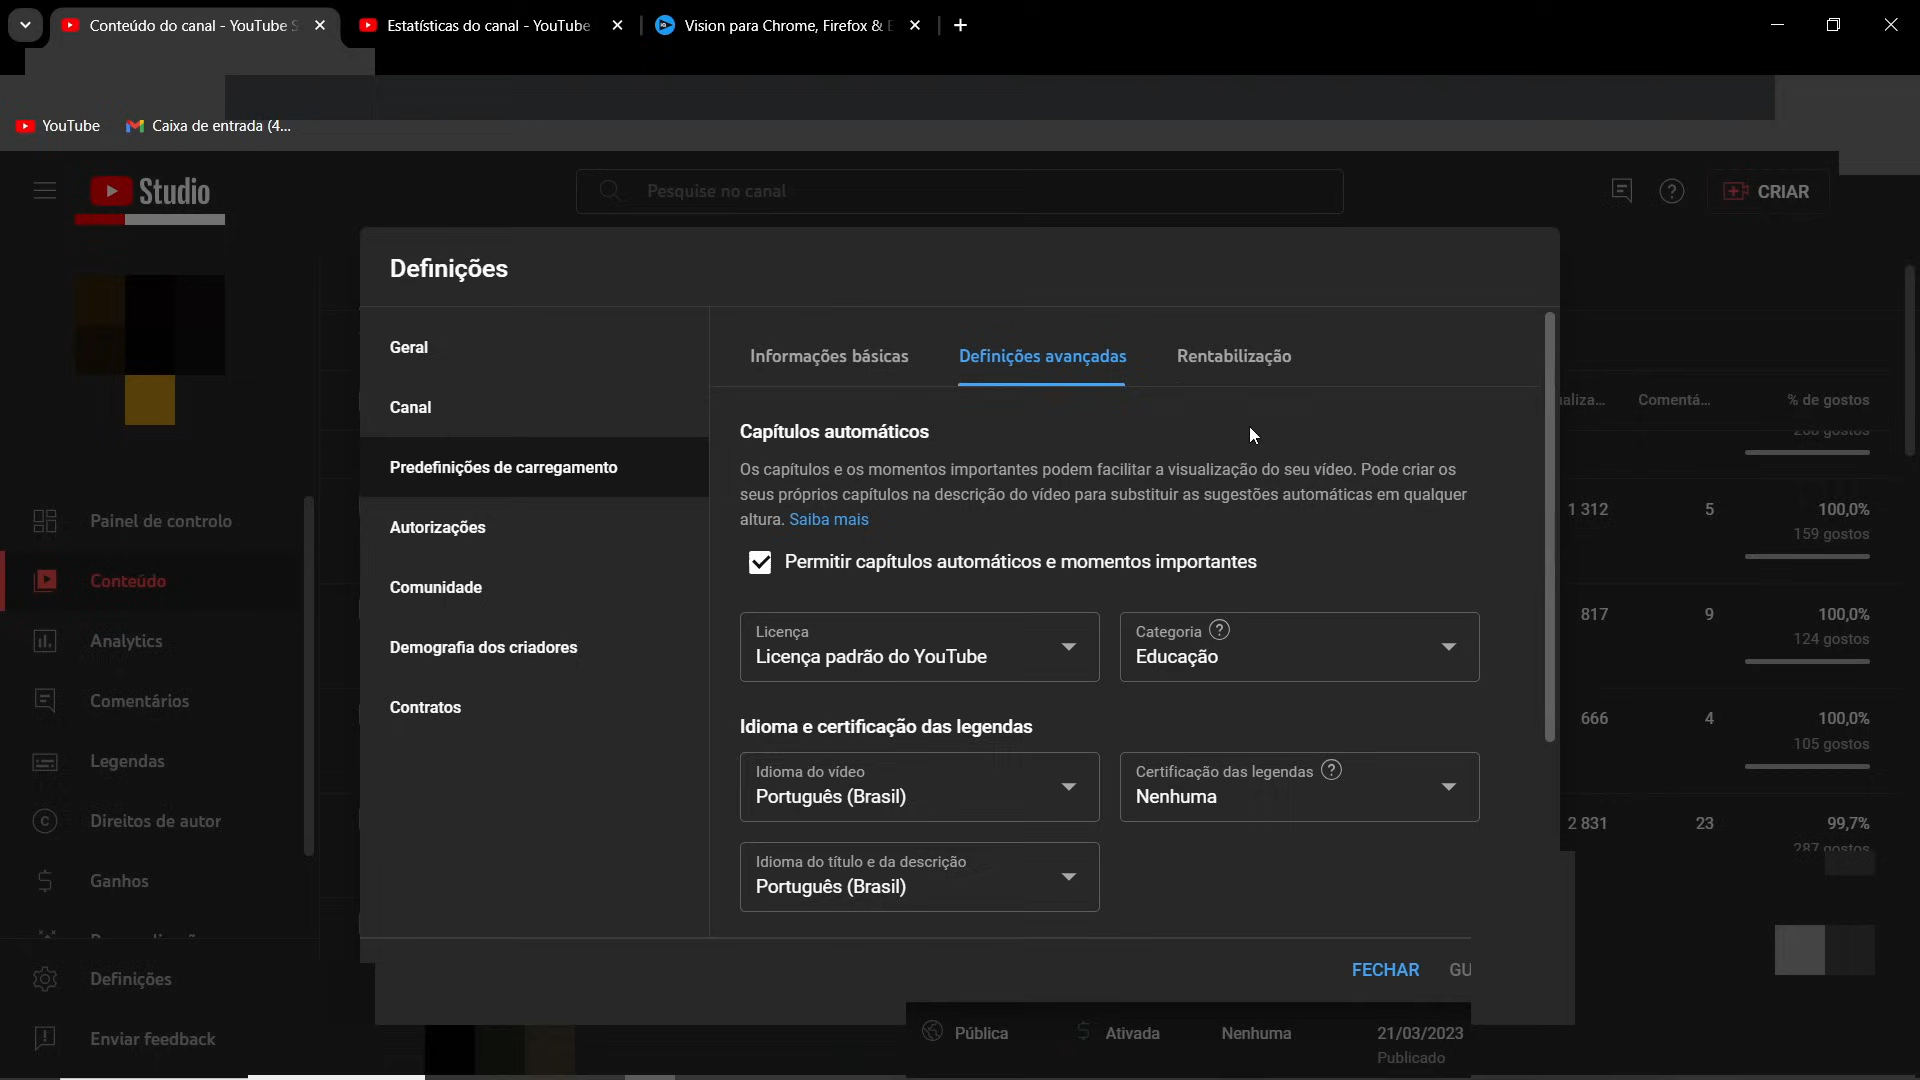 Conteúdo do canal - YouTube S
Estatísticas do canal - YouTube
Vision para Chrome, Firefox & E
YouTube
Caixa de entrada (4...
Studio
Pesquise no canal
CRIAR
Definições
Geral
Canal
Predefinições de carregamento
Autorizações
Comunidade
Demografia dos criadores
Contratos
Informações básicas
Definições avançadas
Rentabilização
Capítulos automáticos
Os capítulos e os momentos importantes podem facilitar a visualização do seu vídeo. Pode criar os
seus próprios capítulos na descrição do vídeo para substituir as sugestões automáticas em qualquer
altura. Saiba mais
Permitir capítulos automáticos e momentos importantes
Licença
Licença padrão do YouTube
Categoria
Educação
Idioma e certificação das legendas
Idioma do vídeo
Português (Brasil)
Certificação das legendas
Nenhuma
Idioma do título e da descrição
Português (Brasil)
FECHAR
GU
Painel de controlo
Conteúdo
Analytics
Comentários
Legendas
Direitos de autor
Ganhos
Definições
Enviar feedback
aliza...
Comentá...
% de gostos
1 312
5
100,0%
159 gostos
817
9
100,0%
124 gostos
666
4
100,0%
105 gostos
2 831
23
99,7%
287 gostos
Pública
Ativada
Nenhuma
21/03/2023
Publicado